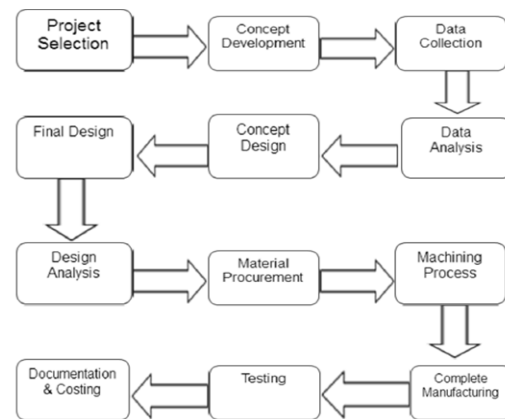 Project
Selection
Concept
Development
Data
Collection
Final Design
Concept
Design
Data
Analysis
Design
Analysis
Material
Procurement
Machining
Process
Documentation
& Costing
Testing
Complete
Manufacturing